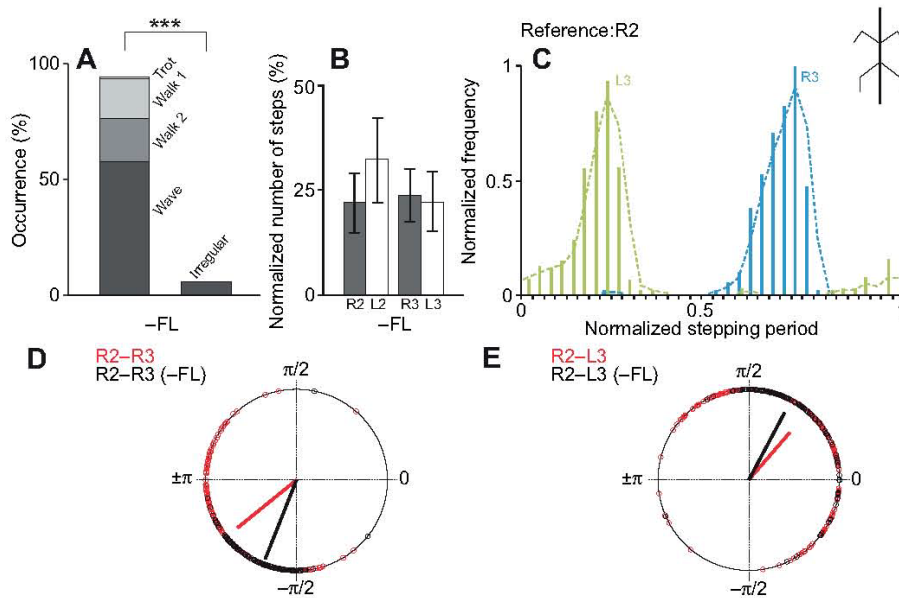 A
***
Trot
Walk 1
Walk 2
Wave
Irregular
100
50
0
Occurrence (%)
–FL
B
50
25
0
Normalized number of steps (%)
R2 L2 R3 L3
–FL
Reference:R2
C
L3
R3
1
0.5
0
Normalized frequency
0 0.5
Normalized stepping period
D
R2–R3
R2–R3 (–FL)
π/2
±π
0
–π/2
E
R2–L3
R2–L3 (–FL)
π/2
±π
0
–π/2